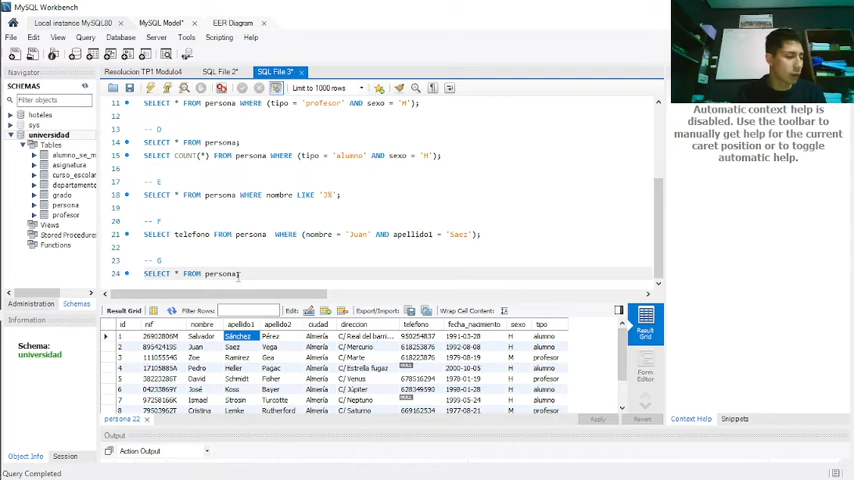 MySQL Workbench
Local instance MySQL80 × MySQL Model* × EER Diagram ×
File Edit View Query Database Server Tools Scripting Help
Navigator
SCHEMAS
Filter objects
hoteles
sys
universidad
Tables
alumno_se_m
asignatura
curso_escolar
departamento
grado
persona
profesor
Views
Stored Procedures
Functions
Administration Schemas
Information
Schema:
universidad
Object Info Session
Query Completed
Resolucion TP1 Modulo4 SQL File 2* SQL File 3* ×
Limit to 1000 rows
11 SELECT * FROM persona WHERE (tipo = 'profesor' AND sexo = 'H');
12
13 -- D
14 SELECT * FROM persona;
15 SELECT COUNT(*) FROM persona WHERE (tipo = 'alumno' AND sexo = 'H');
16
17 -- E
18 SELECT * FROM persona WHERE nombre LIKE 'J%';
19
20 -- F
21 SELECT telefono FROM persona WHERE (nombre = 'Juan' AND apellido1 = 'Saez');
22
23 -- G
24 SELECT * FROM persona;
Result Grid Filter Rows: Edit: Export/Import: Wrap Cell Content:
id nif nombre apellido1 apellido2 ciudad direccion telefono fecha_nacimiento sexo tipo
1 26902806M Salvador Sánchez Pérez Almería C/ Real del barri... 950254837 1991-03-28 H alumno
2 89542419S Juan Saez Vega Almería C/ Mercurio 618253876 1992-08-08 H alumno
3 11105554G Zoe Ramirez Gea Almería C/ Marte 618223876 1979-08-19 M profesor
4 17105885A Pedro Heller Pagac Almería C/ Estrella fugaz NULL 2000-10-05 H alumno
5 38223286T David Schmidt Fisher Almería C/ Venus 678516294 1978-01-19 H profesor
6 04233869Y José Koss Bayer Almería C/ Júpiter 628349590 1998-01-28 H alumno
7 97258166K Ismael Strosin Turcotte Almería C/ Neptuno NULL 1999-05-24 H alumno
8 79503962T Cristina Lemke Rutherford Almería C/ Saturno 669162534 1977-08-21 M profesor
Result
Grid
Form
Editor
persona 22 × Apply Revert
Output
Action Output
Automatic context help is
disabled. Use the toolbar to
manually get help for the current
caret position or to toggle
automatic help.
Context Help Snippets